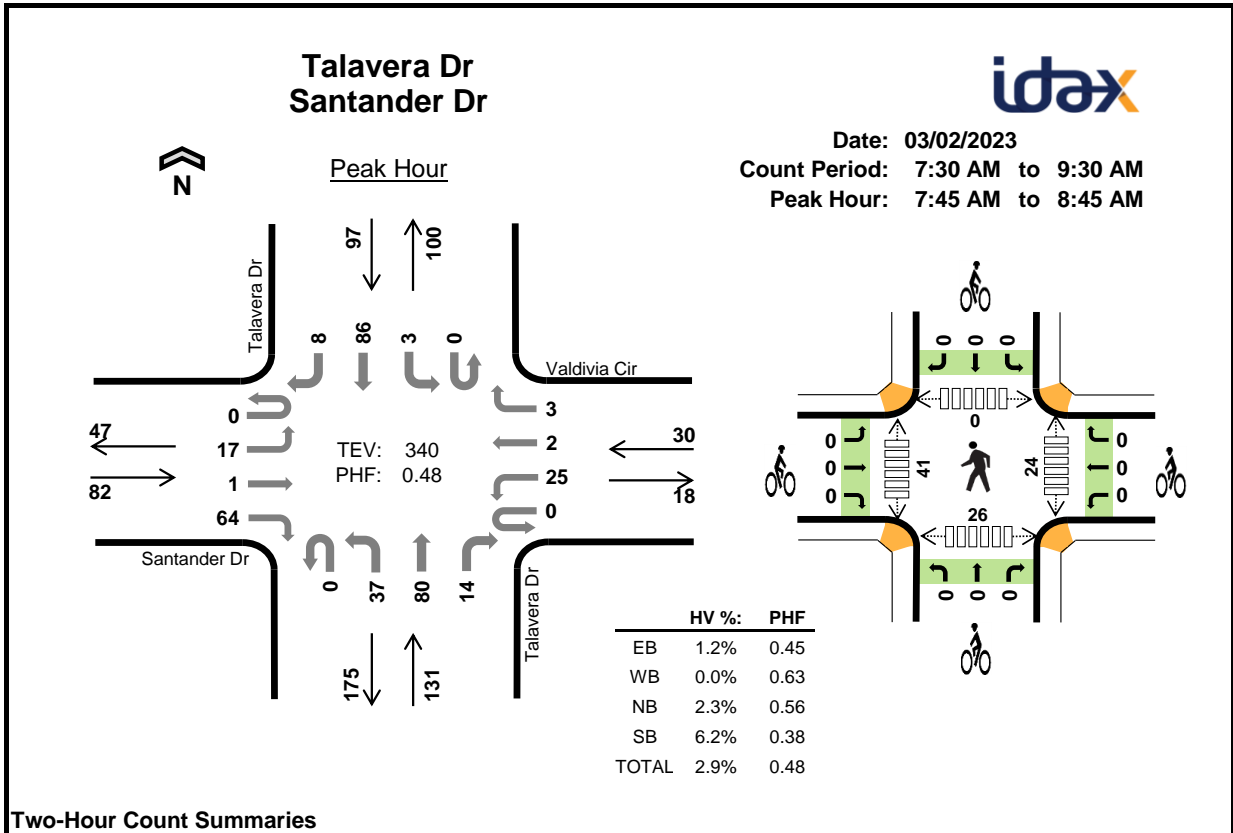 Talavera Dr
Santander Dr
idax
Date: 03/02/2023
Count Period: 7:30 AM to 9:30 AM
Peak Hour: 7:45 AM to 8:45 AM
N
Peak Hour
97
100
Talavera Dr
8
86
3
0
Valdivia Cir
0
17
1
64
47
82
TEV: 340
PHF: 0.48
3
2
25
0
30
18
Santander Dr
0
37
80
14
Talavera Dr
175
131
0 0 0
0
0
0
0
41
24
0
0
0
26
0 0 0
HV %: PHF
EB 1.2% 0.45
WB 0.0% 0.63
NB 2.3% 0.56
SB 6.2% 0.38
TOTAL 2.9% 0.48
Two-Hour Count Summaries